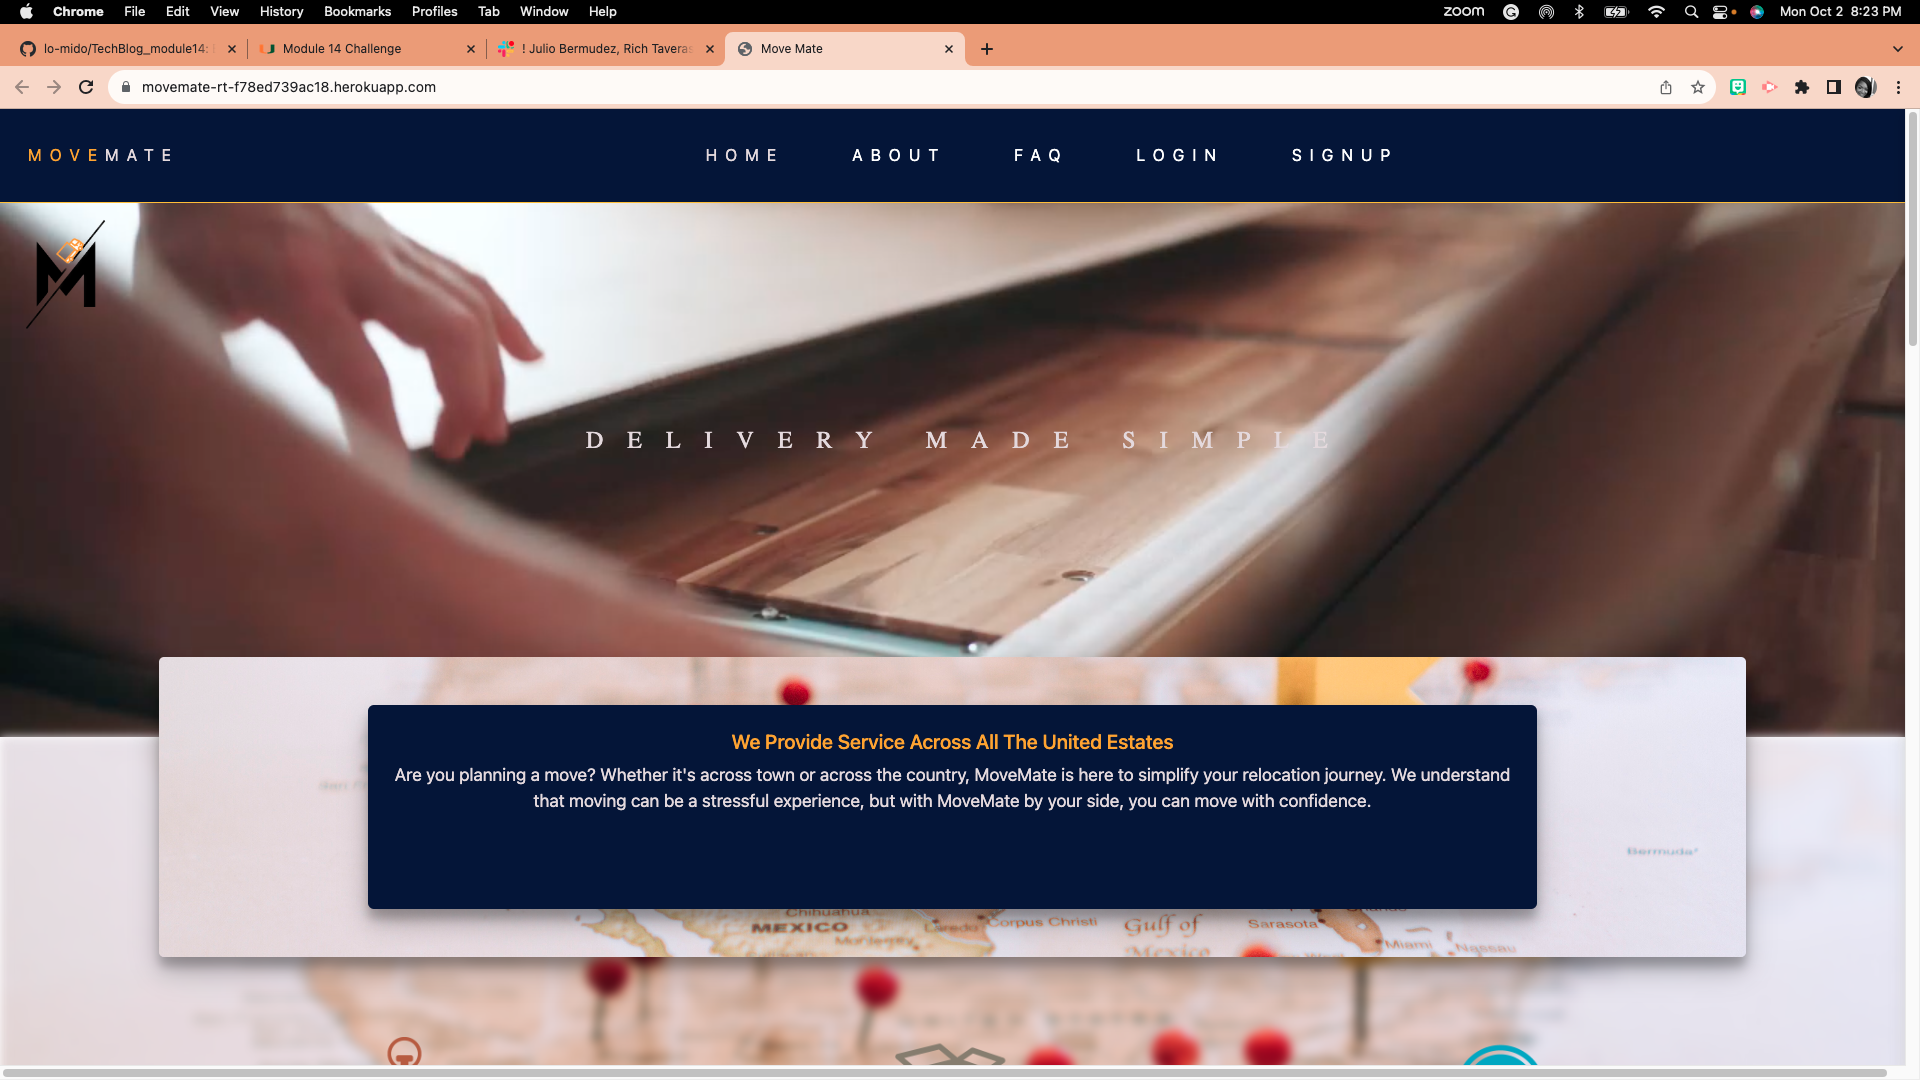 Chrome File Edit View History Bookmarks Profiles Tab Window Help zoom Mon Oct 2 8:23 PM
lo-mido/TechBlog_module14: Module 14 Challenge ! Julio Bermudez, Rich Taveras Move Mate
movemate-rt-f78ed739ac18.herokuapp.com
MOVEMATE HOME ABOUT FAQ LOGIN SIGNUP
M
DELIVERY MADE SIMPLE
We Provide Service Across All The United Estates
Are you planning a move? Whether it's across town or across the country, MoveMate is here to simplify your relocation journey. We understand
that moving can be a stressful experience, but with MoveMate by your side, you can move with confidence.
Bermuda*
Chihuahua
MEXICO Laredo Corpus Christi Gulf of Sarasota
Monterrey Mexico Miami Nassau